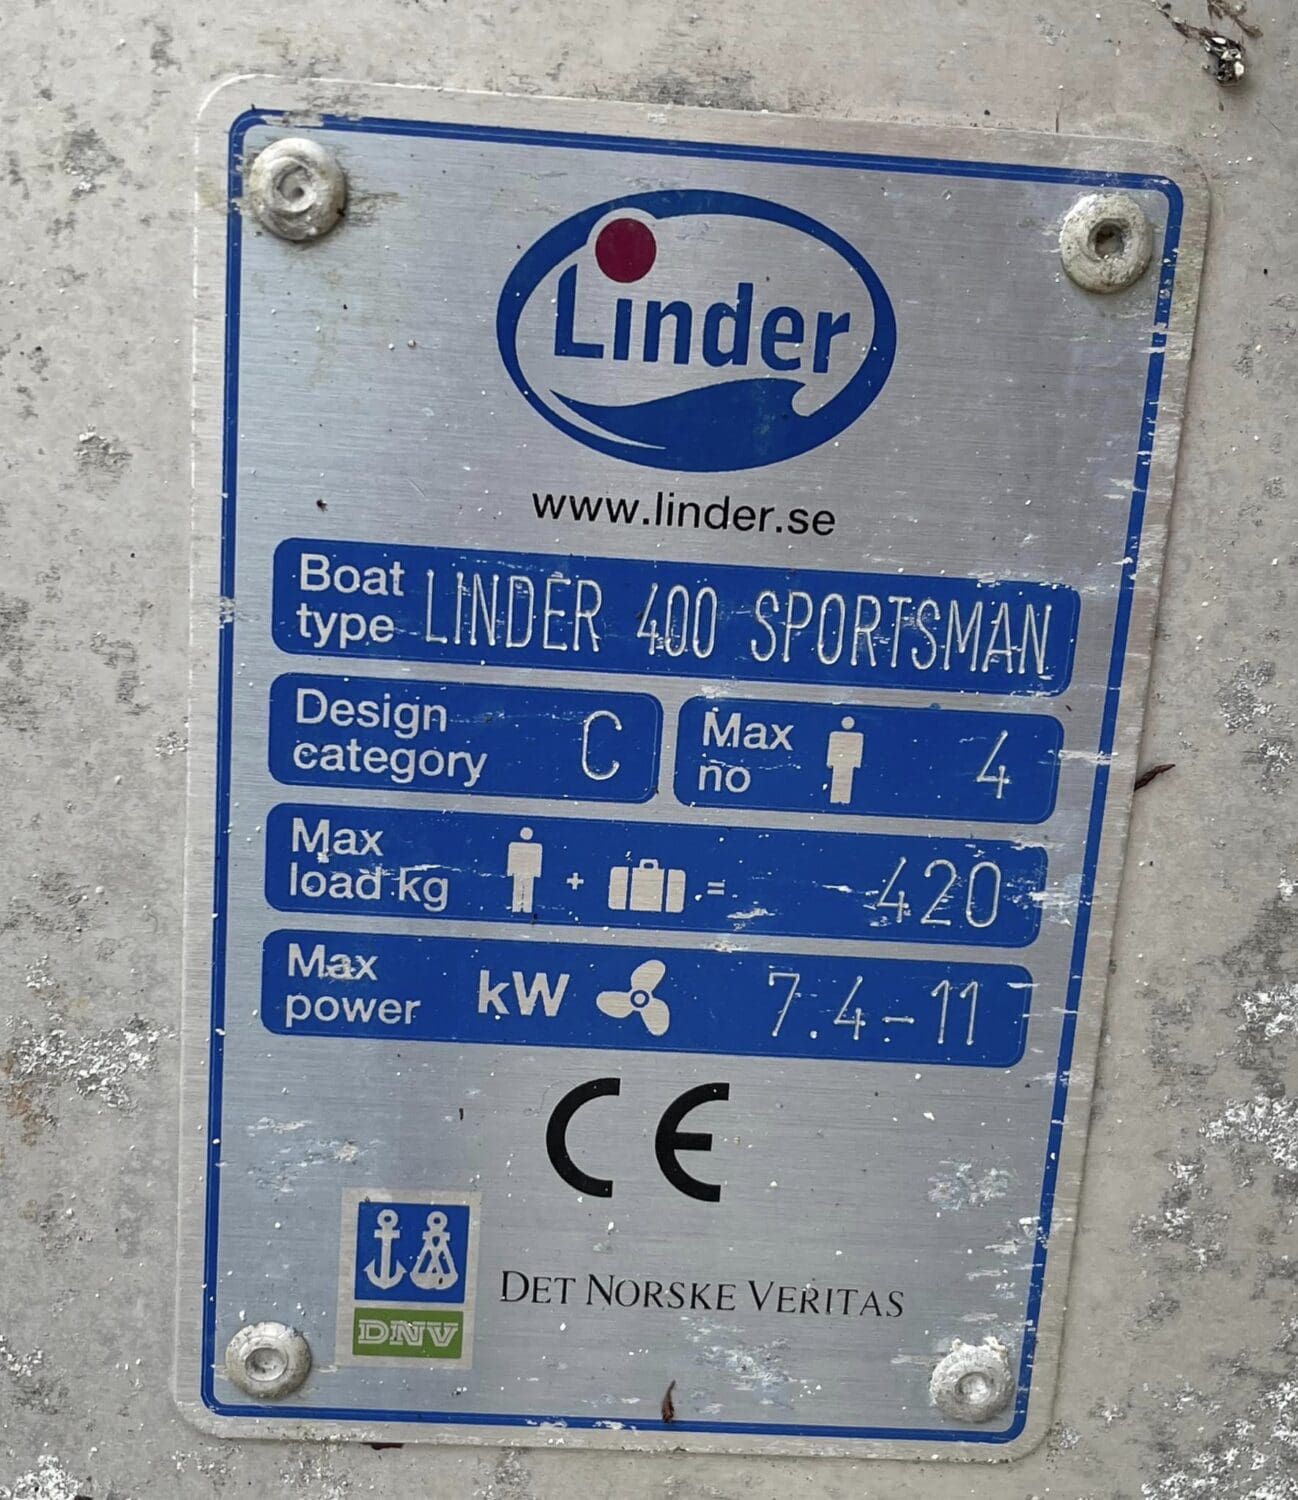 Linder
www.linder.se
Boat type LINDER 400 SPORTSMAN
Design category C
Max no 4
Max load kg + = 420
Max power kW 7.4-11
CE
DNV
DET NORSKE VERITAS